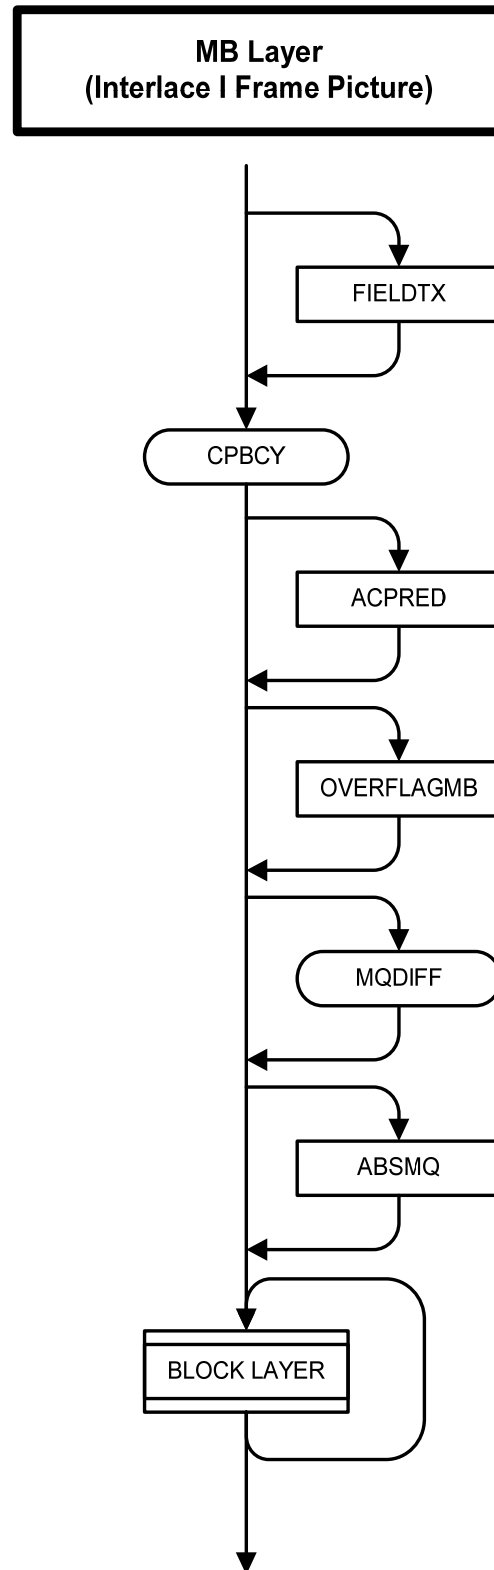 MB Layer
(Interlace I Frame Picture)
FIELDTX
CPBCY
ACPRED
OVERFLAGMB
MQDIFF
ABSMQ
BLOCK LAYER